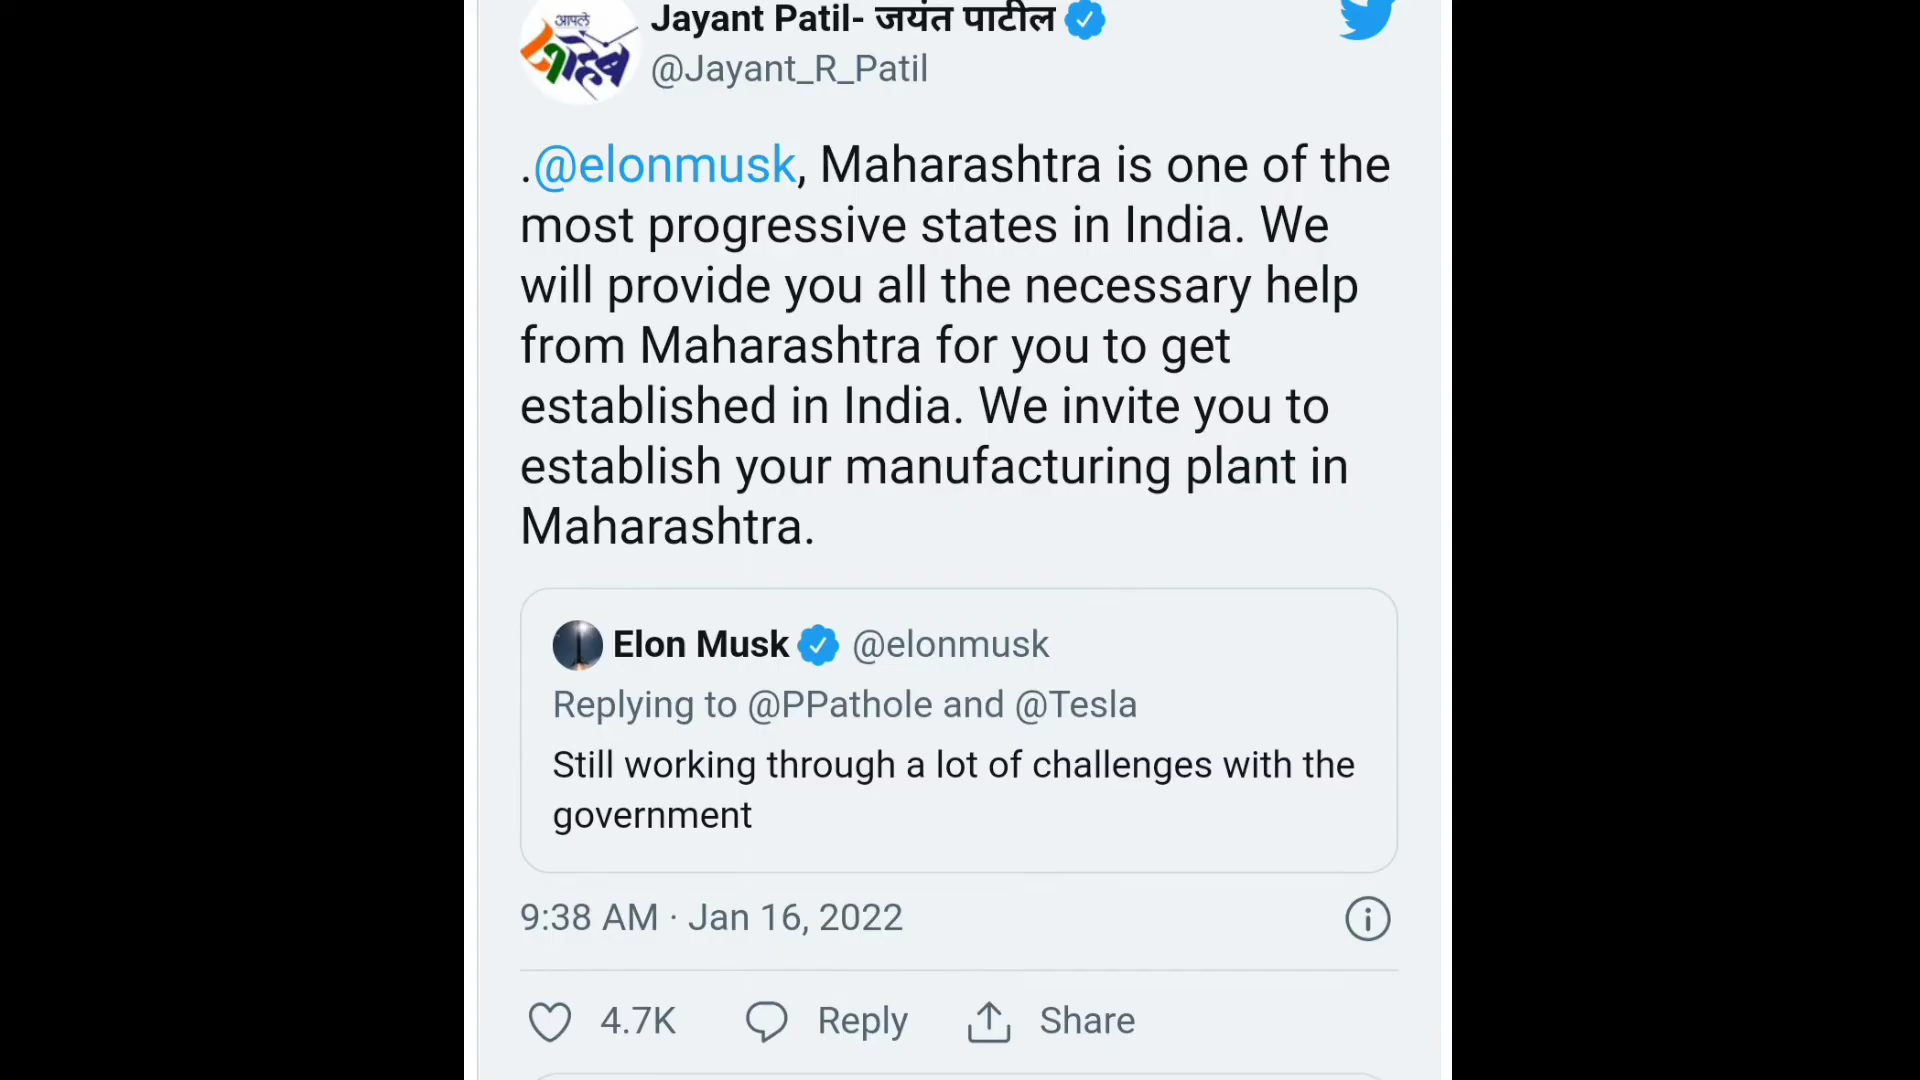 आपले
साहेब
Jayant Patil- जयंत पाटील
@Jayant_R_Patil
.@elonmusk, Maharashtra is one of the
most progressive states in India. We
will provide you all the necessary help
from Maharashtra for you to get
established in India. We invite you to
establish your manufacturing plant in
Maharashtra.
Elon Musk @elonmusk
Replying to @PPathole and @Tesla
Still working through a lot of challenges with the
government
9:38 AM · Jan 16, 2022
4.7K Reply Share